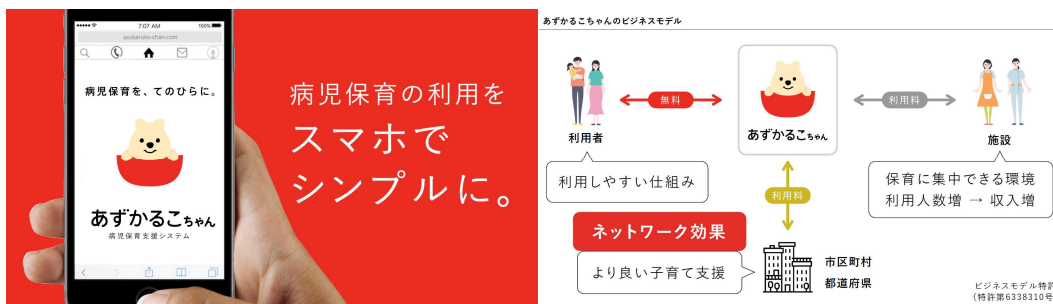 7:07 AM
100%
azukaruko-chan.com
病児保育を、てのひらに。
あずかるこちゃん
病児保育支援システム
病児保育の利用を
スマホで
シンプルに。
あずかるこちゃんのビジネスモデル
利用者
無料
あずかるこちゃん
利用料
施設
利用しやすい仕組み
保育に集中できる環境
利用人数増 → 収入増
利用料
ネットワーク効果
より良い子育て支援
市区町村
都道府県
ビジネスモデル特許
(特許第6338310号